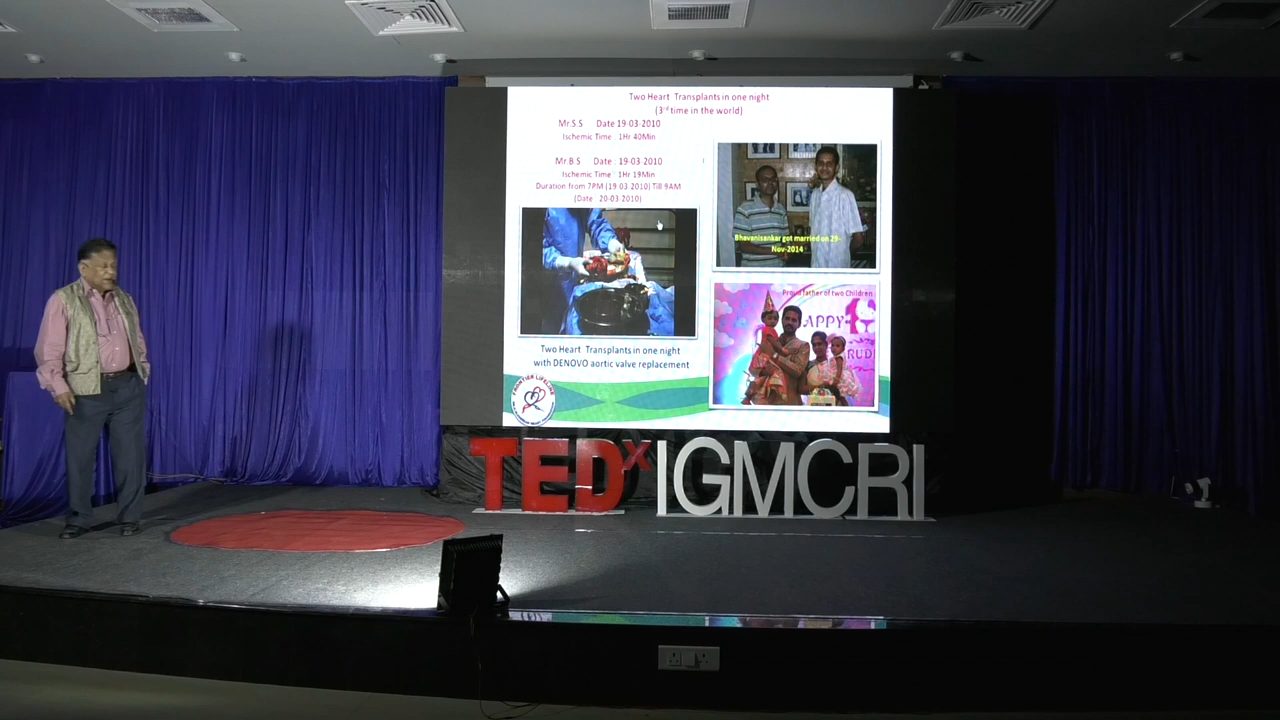 Two Heart Transplants in one night
(3rd time in the world)
Mr.S.S Date 19-03-2010
Ischemic Time : 1Hr 40Min
Mr.B.S Date : 19-03-2010
Ischemic Time : 1Hr 19Min
Duration from 7PM (19-03-2010) Till 9AM
(Date : 20-03-2010)
Bhavanisankar got married on 29-
Nov-2014
Proud father of two Children
APPY
RUD
Two Heart Transplants in one night
with DENOVO aortic valve replacement
FRONTIER LIFELINE
TEDx IGMCRI